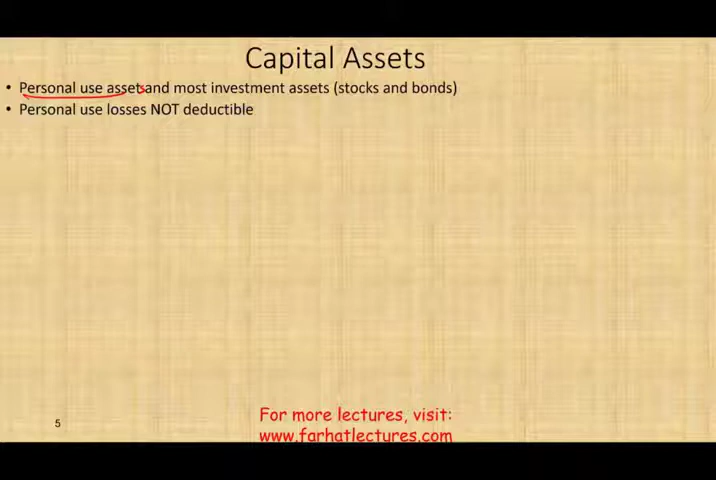 Capital Assets
• Personal use assets and most investment assets (stocks and bonds)
• Personal use losses NOT deductible
5
For more lectures, visit:
www.farhatlectures.com